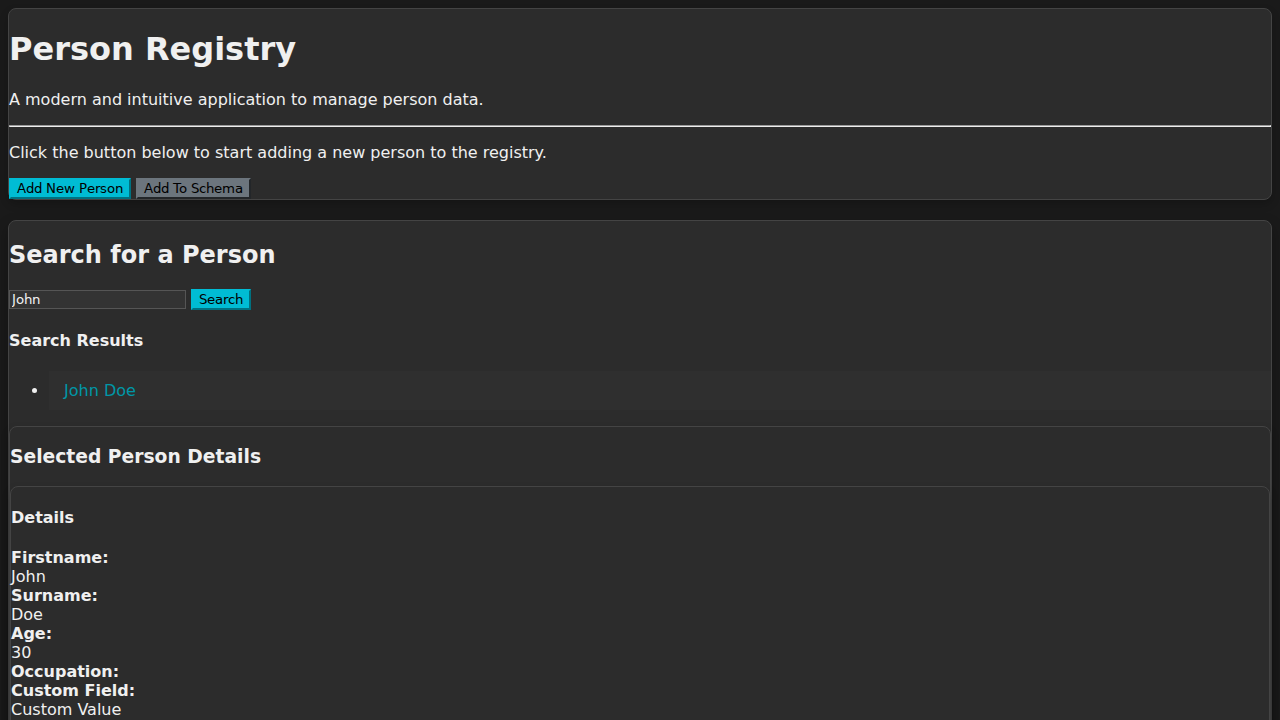 Person Registry
A modern and intuitive application to manage person data.
Click the button below to start adding a new person to the registry.
Add New Person Add To Schema
Search for a Person
John Search
Search Results
John Doe
Selected Person Details
Details
Firstname:
John
Surname:
Doe
Age:
30
Occupation:
Custom Field:
Custom Value